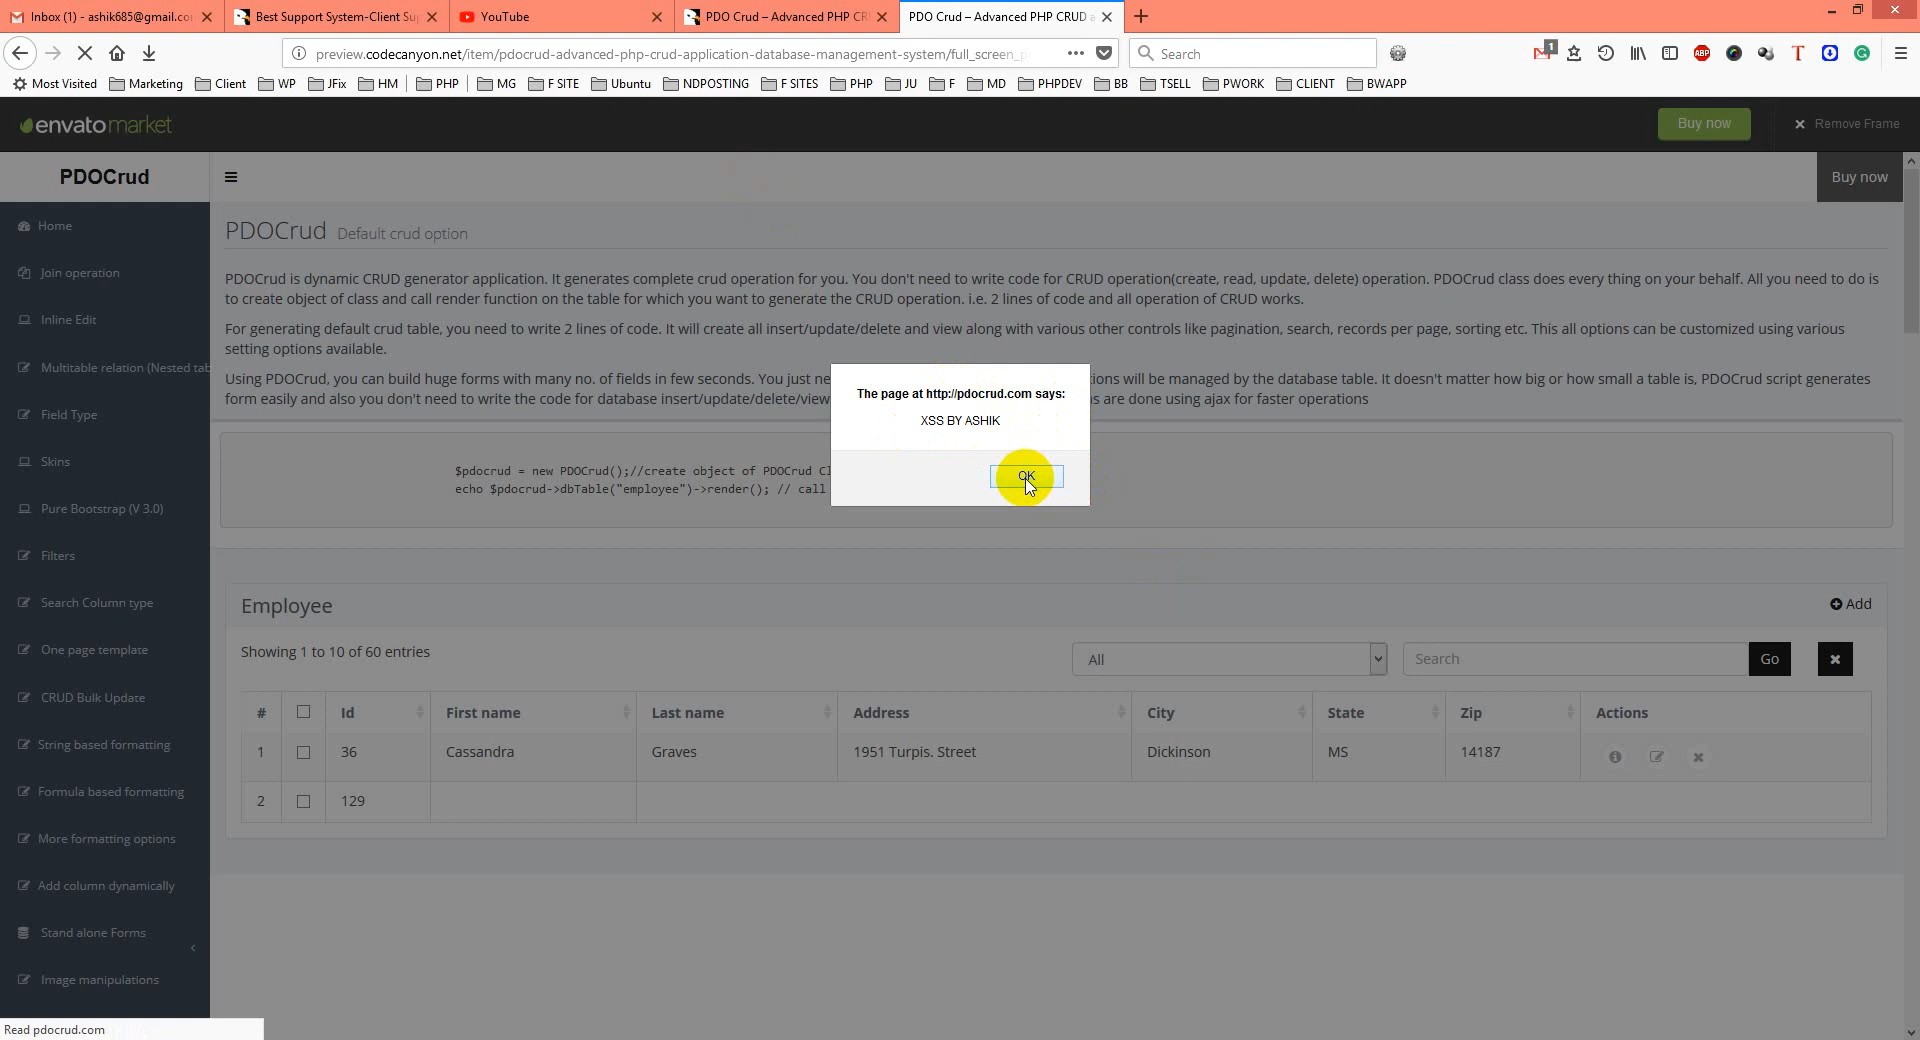 Inbox (1) - ashik685@gmail.co
Best Support System-Client Su
YouTube
PDO Crud – Advanced PHP CR
PDO Crud – Advanced PHP CRUD a
preview.codecanyon.net/item/pdocrud-advanced-php-crud-application-database-management-system/full_screen_p
Search
1
ABP
Most Visited Marketing Client WP JFix HM PHP MG F SITE Ubuntu NDPOSTING F SITES PHP JU F MD PHPDEV BB TSELL PWORK CLIENT BWAPP
envatomarket
Buy now
Remove Frame
PDOCrud
Buy now
Home
Join operation
Inline Edit
Multitable relation (Nested tab
Field Type
Skins
Pure Bootstrap (V 3.0)
Filters
Search Column type
One page template
CRUD Bulk Update
String based formatting
Formula based formatting
More formatting options
Add column dynamically
Stand alone Forms
Image manipulations
PDOCrud Default crud option
PDOCrud is dynamic CRUD generator application. It generates complete crud operation for you. You don't need to write code for CRUD operation(create, read, update, delete) operation. PDOCrud class does every thing on your behalf. All you need to do is
to create object of class and call render function on the table for which you want to generate the CRUD operation. i.e. 2 lines of code and all operation of CRUD works.
For generating default crud table, you need to write 2 lines of code. It will create all insert/update/delete and view along with various other controls like pagination, search, records per page, sorting etc. This all options can be customized using various
setting options available.
Using PDOCrud, you can build huge forms with many no. of fields in few seconds. You just ne
tions will be managed by the database table. It doesn't matter how big or how small a table is, PDOCrud script generates
form easily and also you don't need to write the code for database insert/update/delete/view
s are done using ajax for faster operations
The page at http://pdocrud.com says:
XSS BY ASHIK
OK
$pdocrud = new PDOCrud();//create object of PDOCrud Cl
echo $pdocrud->dbTable("employee")->render(); // call
Employee
Add
Showing 1 to 10 of 60 entries
All
Search
Go
# Id First name Last name Address City State Zip Actions
1 36 Cassandra Graves 1951 Turpis. Street Dickinson MS 14187
2 129
Read pdocrud.com